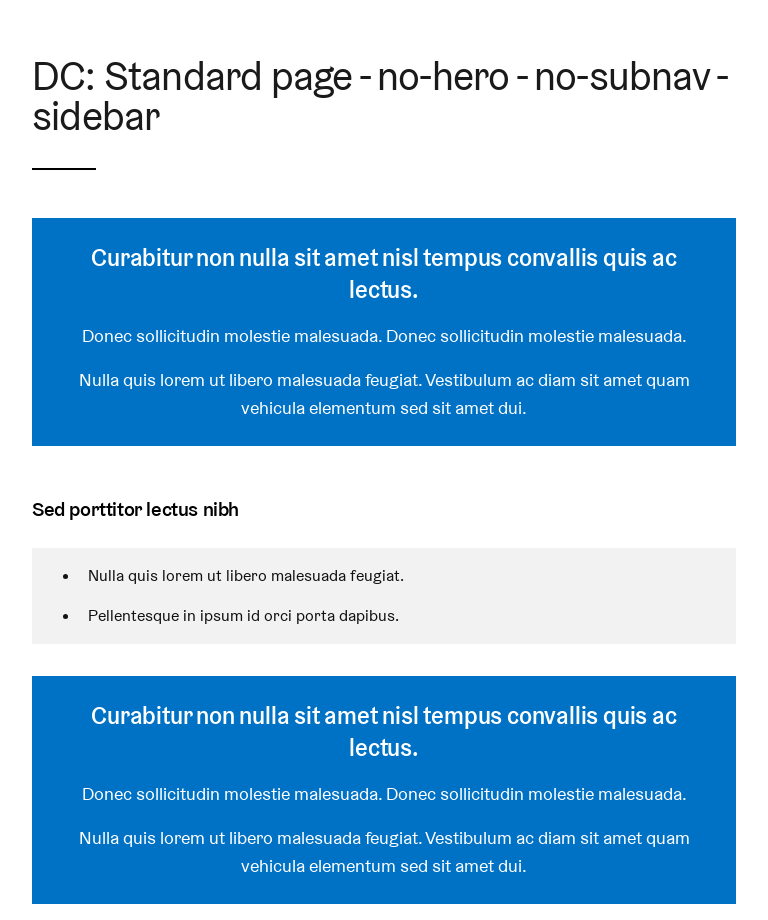 DC: Standard page - no-hero - no-subnav -
sidebar
Curabitur non nulla sit amet nisl tempus convallis quis ac
lectus.
Donec sollicitudin molestie malesuada. Donec sollicitudin molestie malesuada.
Nulla quis lorem ut libero malesuada feugiat. Vestibulum ac diam sit amet quam
vehicula elementum sed sit amet dui.
Sed porttitor lectus nibh
• Nulla quis lorem ut libero malesuada feugiat.
• Pellentesque in ipsum id orci porta dapibus.
Curabitur non nulla sit amet nisl tempus convallis quis ac
lectus.
Donec sollicitudin molestie malesuada. Donec sollicitudin molestie malesuada.
Nulla quis lorem ut libero malesuada feugiat. Vestibulum ac diam sit amet quam
vehicula elementum sed sit amet dui.